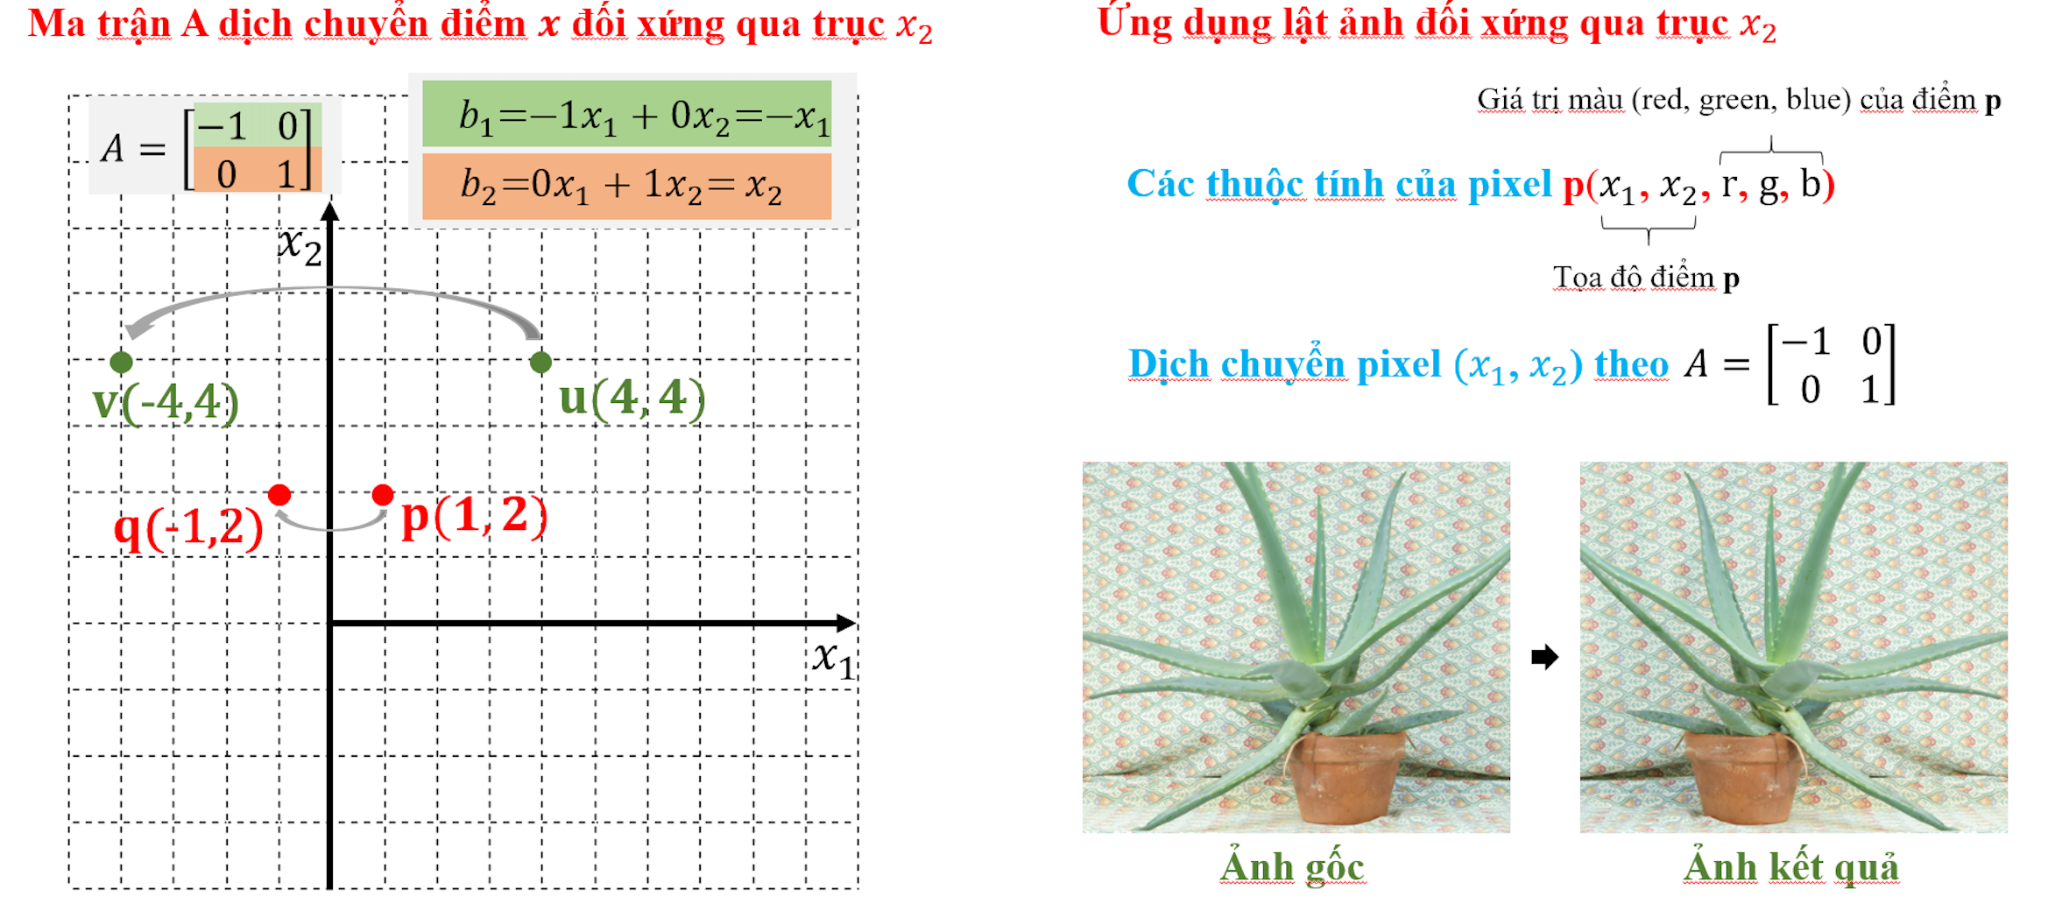 Ma trận A dịch chuyển điểm x đối xứng qua trục x₂
A = [−1 0
0 1]
b₁=−1x₁ + 0x₂=−x₁
b₂=0x₁ + 1x₂= x₂
x₂
v(-4,4)
u(4, 4)
q(-1,2)
p(1, 2)
x₁
Ứng dụng lật ảnh đối xứng qua trục x₂
Giá trị màu (red, green, blue) của điểm p
Các thuộc tính của pixel p(x₁, x₂, r, g, b)
Tọa độ điểm p
Dịch chuyển pixel (x₁, x₂) theo A = [−1 0
0 1]
Ảnh gốc
Ảnh kết quả